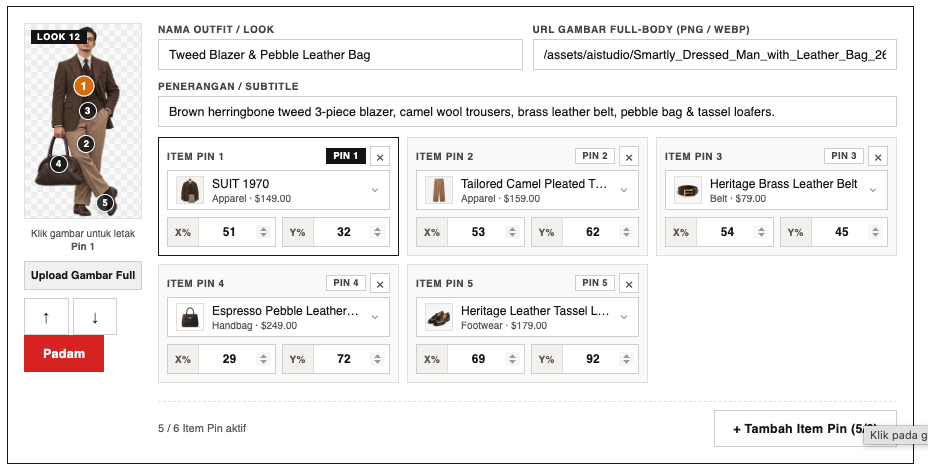 LOOK 12
1
3
2
4
5
Klik gambar untuk letak
Pin 1
Upload Gambar Full
↑ ↓
Padam
NAMA OUTFIT / LOOK
Tweed Blazer & Pebble Leather Bag
URL GAMBAR FULL-BODY (PNG / WEBP)
/assets/aistudio/Smartly_Dressed_Man_with_Leather_Bag_26
PENERANGAN / SUBTITLE
Brown herringbone tweed 3-piece blazer, camel wool trousers, brass leather belt, pebble bag & tassel loafers.
ITEM PIN 1 PIN 1 ×
SUIT 1970
Apparel · $149.00
X% 51 Y% 32
ITEM PIN 2 PIN 2 ×
Tailored Camel Pleated T...
Apparel · $159.00
X% 53 Y% 62
ITEM PIN 3 PIN 3 ×
Heritage Brass Leather Belt
Belt · $79.00
X% 54 Y% 45
ITEM PIN 4 PIN 4 ×
Espresso Pebble Leather...
Handbag · $249.00
X% 29 Y% 72
ITEM PIN 5 PIN 5 ×
Heritage Leather Tassel L...
Footwear · $179.00
X% 69 Y% 92
5 / 6 Item Pin aktif
+ Tambah Item Pin (5/
Klik pada g